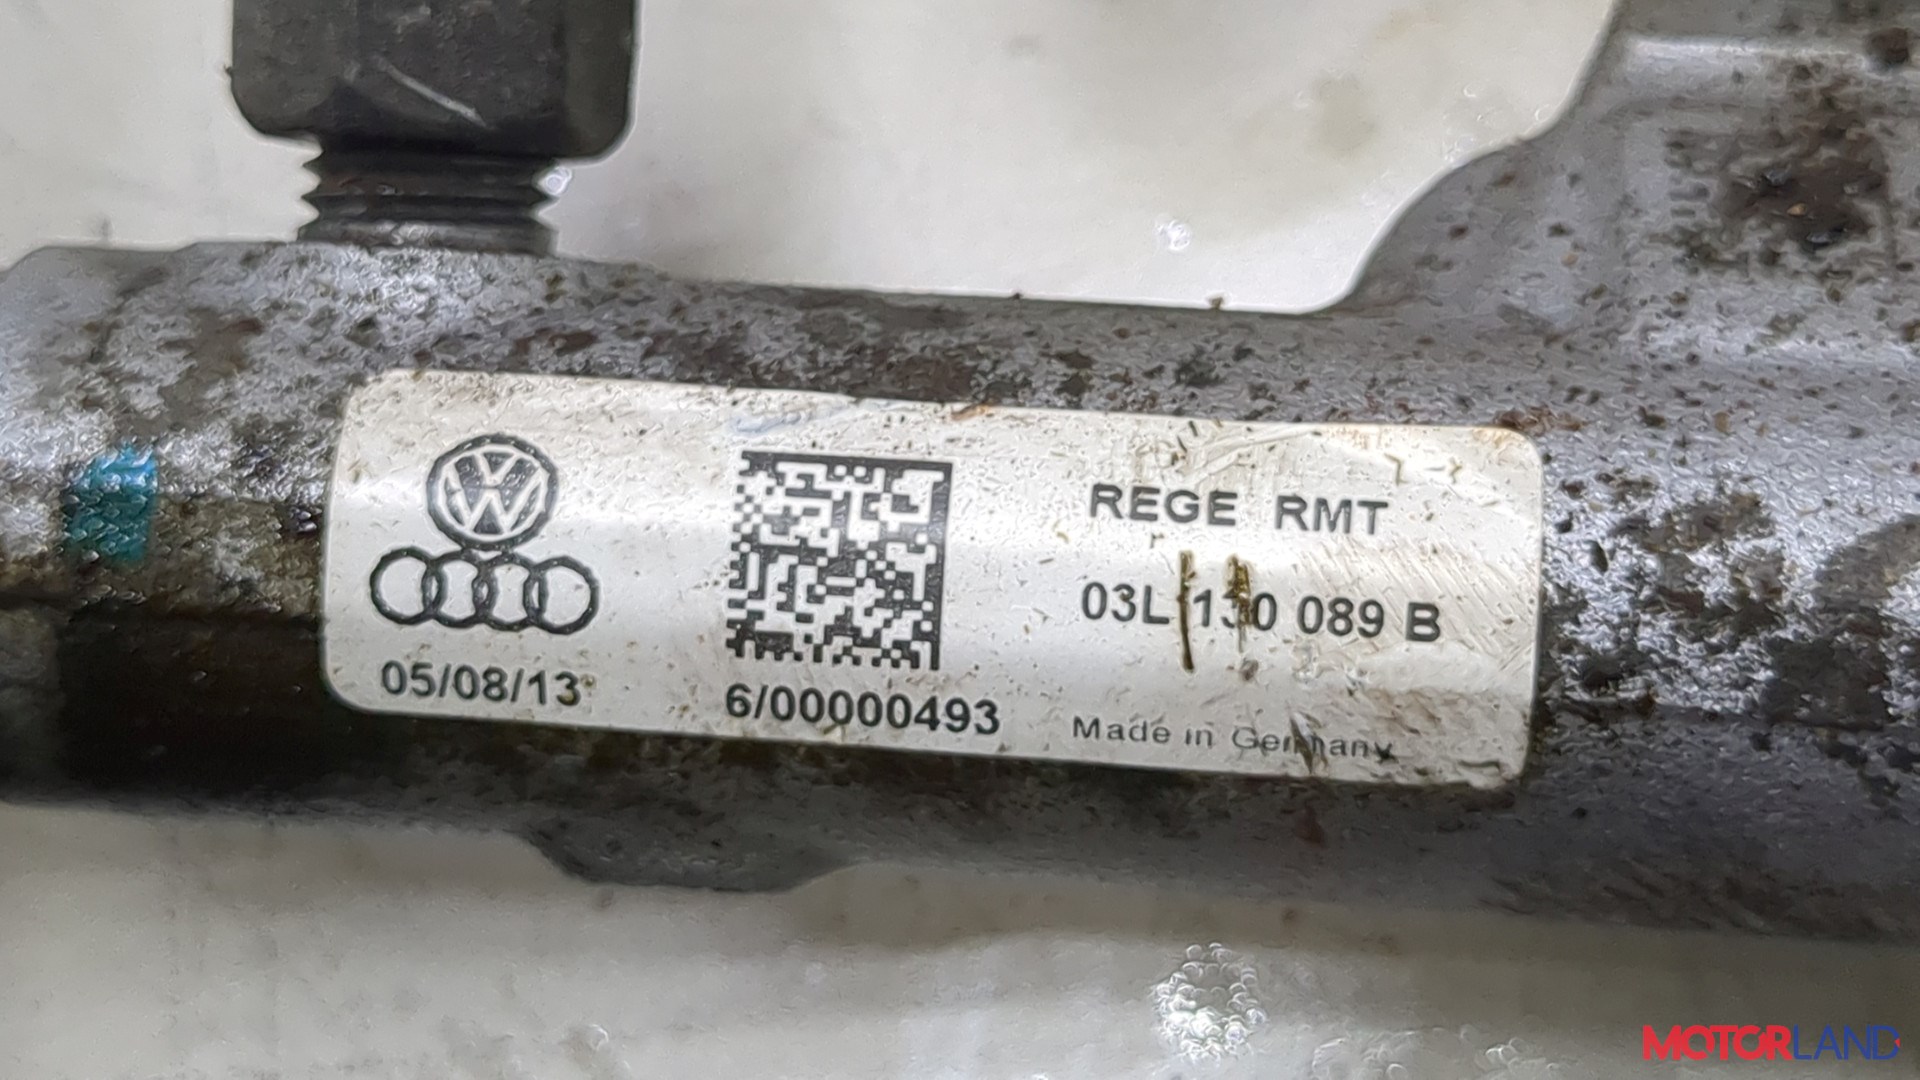 REGE RMT
03L 130 089 B
05/08/13
6/00000493
Made in Germany
MOTORLAND